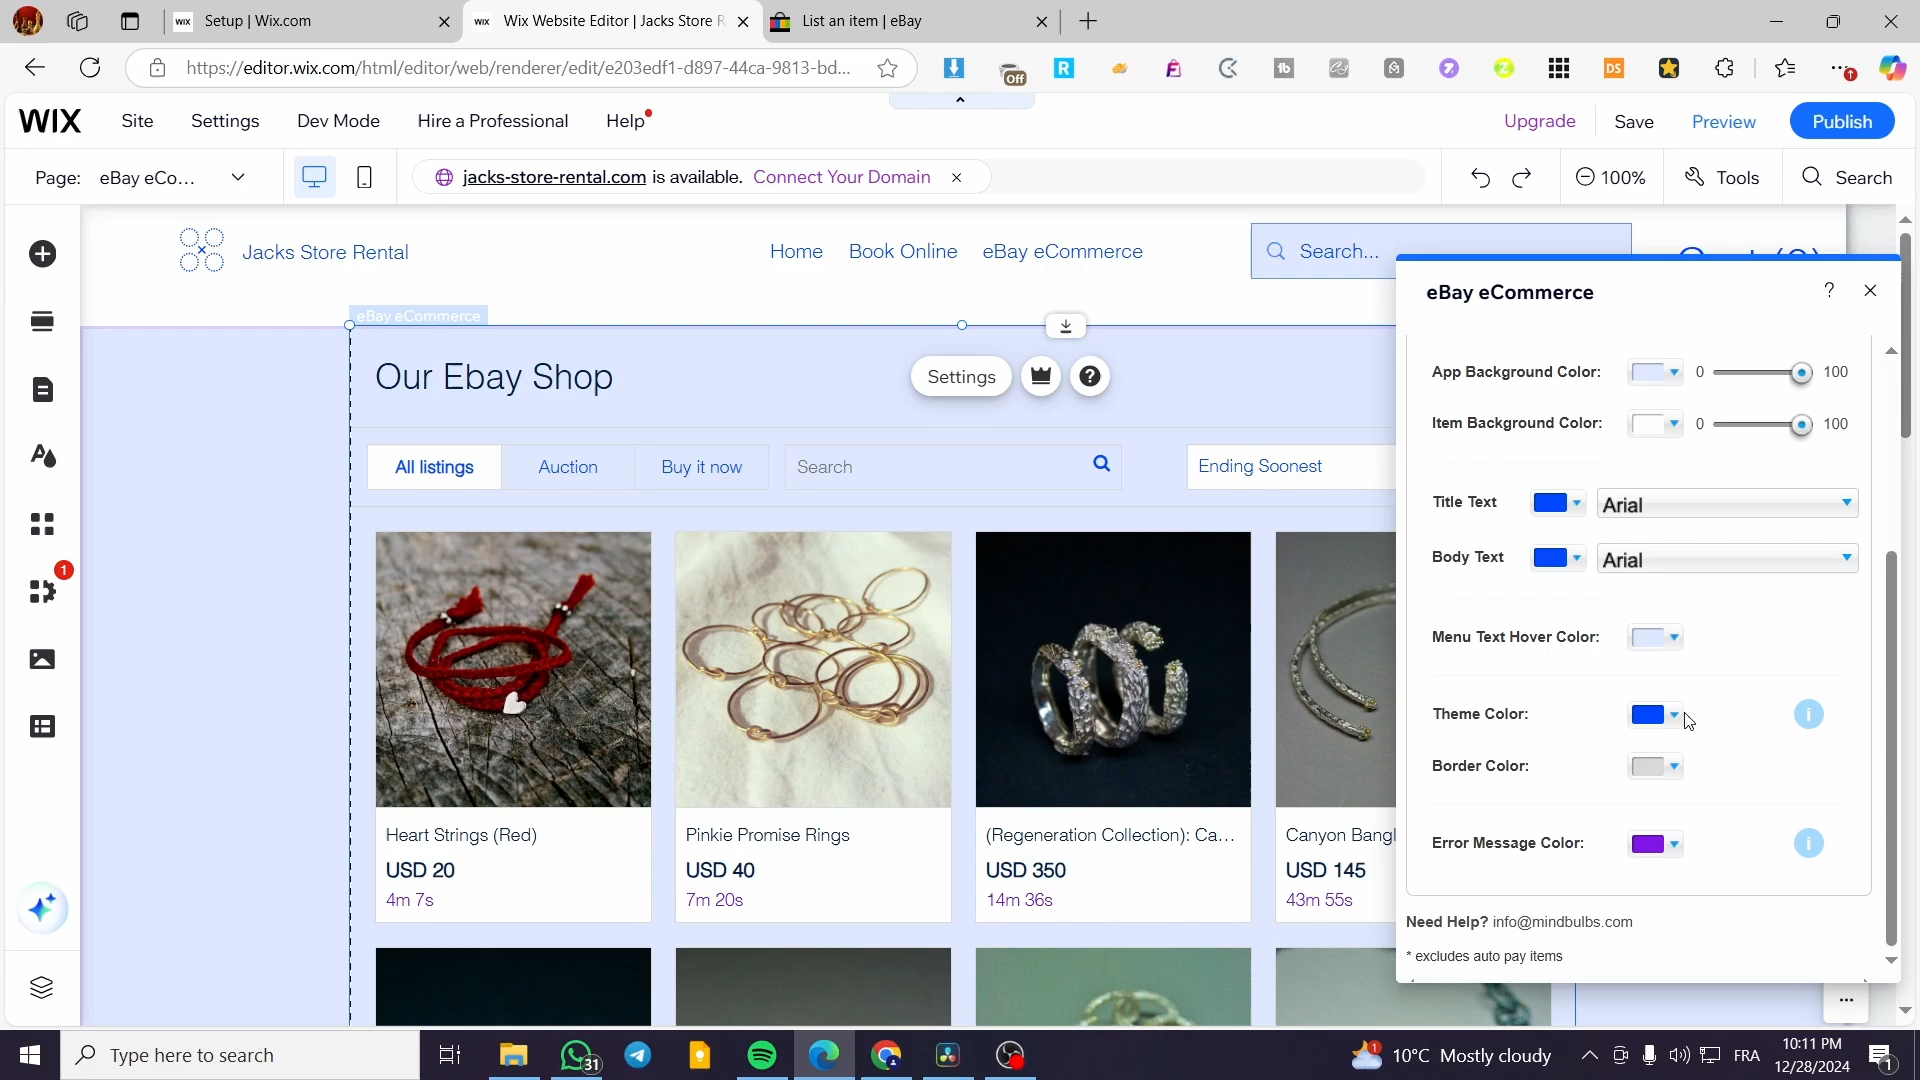 Setup | Wix.com
Wix Website Editor | Jacks Store R
List an item | eBay
https://editor.wix.com/html/editor/web/renderer/edit/e203edf1-d897-44ca-9813-bd...
Off
WIX
Site
Settings
Dev Mode
Hire a Professional
Help
Upgrade
Save
Preview
Publish
Page: eBay eCo...
jacks-store-rental.com is available. Connect Your Domain
100%
Tools
Search
Jacks Store Rental
Home
Book Online
eBay eCommerce
Search...
eBay eCommerce
Our Ebay Shop
Settings
All listings
Auction
Buy it now
Search
Ending Soonest
Heart Strings (Red)
USD 20
4m 7s
Pinkie Promise Rings
USD 40
7m 20s
(Regeneration Collection): Ca...
USD 350
14m 36s
Canyon Bangl
USD 145
43m 55s
eBay eCommerce
?
App Background Color:
0
100
Item Background Color:
0
100
Title Text
Arial
Body Text
Arial
Menu Text Hover Color:
Theme Color:
Border Color:
Error Message Color:
Need Help? info@mindbulbs.com
* excludes auto pay items
1
Type here to search
31
10°C Mostly cloudy
FRA
10:11 PM
12/28/2024
1